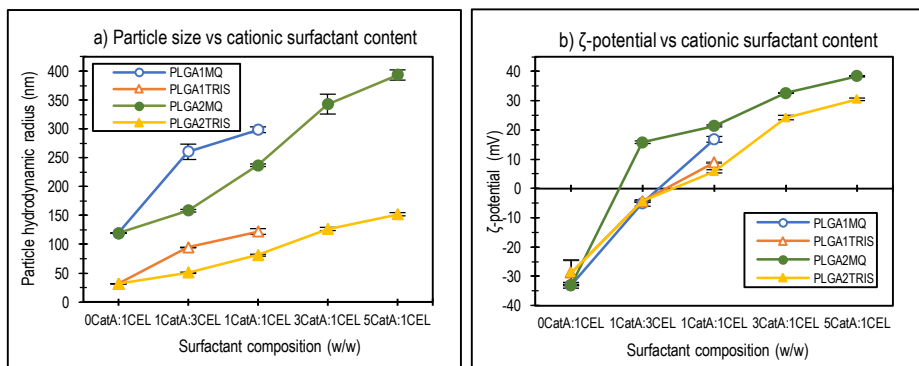 a) Particle size vs cationic surfactant content
Particle hydrodynamic radius (nm)
400
350
300
250
200
150
100
50
0
PLGA1MQ
PLGA1TRIS
PLGA2MQ
PLGA2TRIS
0CatA:1CEL 1CatA:3CEL 1CatA:1CEL 3CatA:1CEL 5CatA:1CEL
Surfactant composition (w/w)
b) ζ-potential vs cationic surfactant content
ζ-potential (mV)
40
30
20
10
0
-10
-20
-30
-40
PLGA1MQ
PLGA1TRIS
PLGA2MQ
PLGA2TRIS
0CatA:1CEL 1CatA:3CEL 1CatA:1CEL 3CatA:1CEL 5CatA:1CEL
Surfactant composition (w/w)